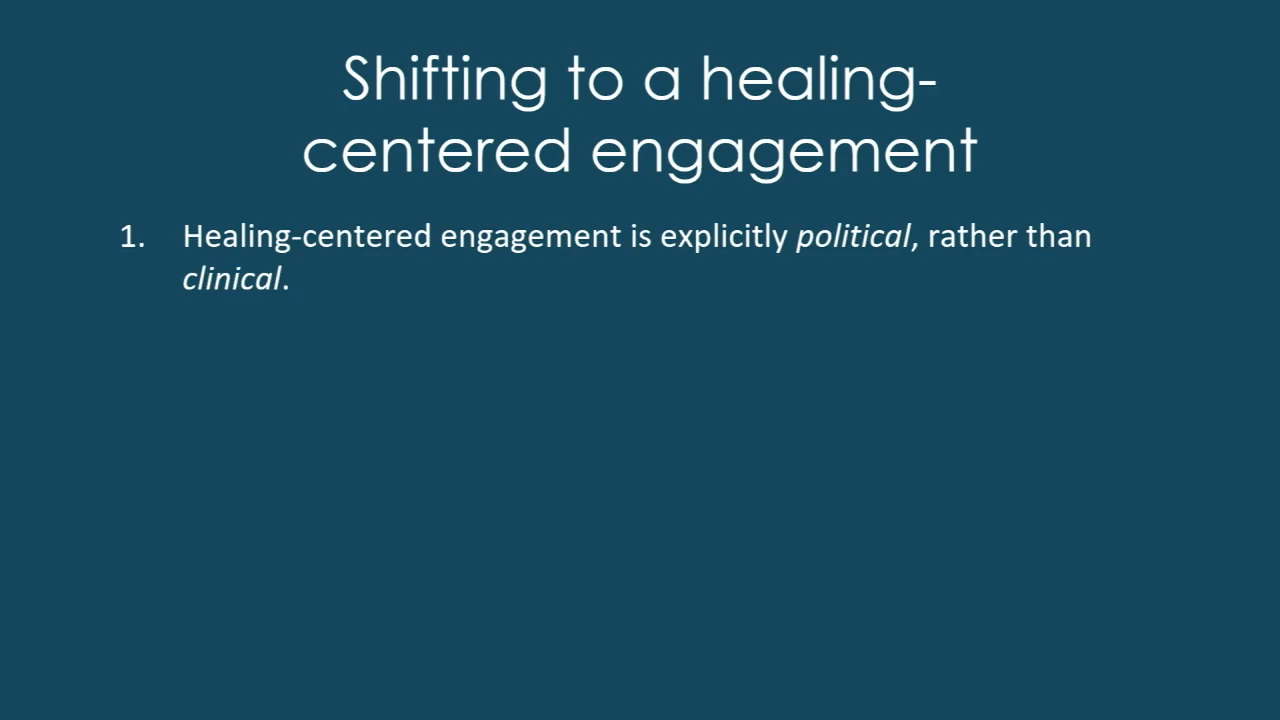 Shifting to a healing-
centered engagement
1. Healing-centered engagement is explicitly political, rather than
clinical.